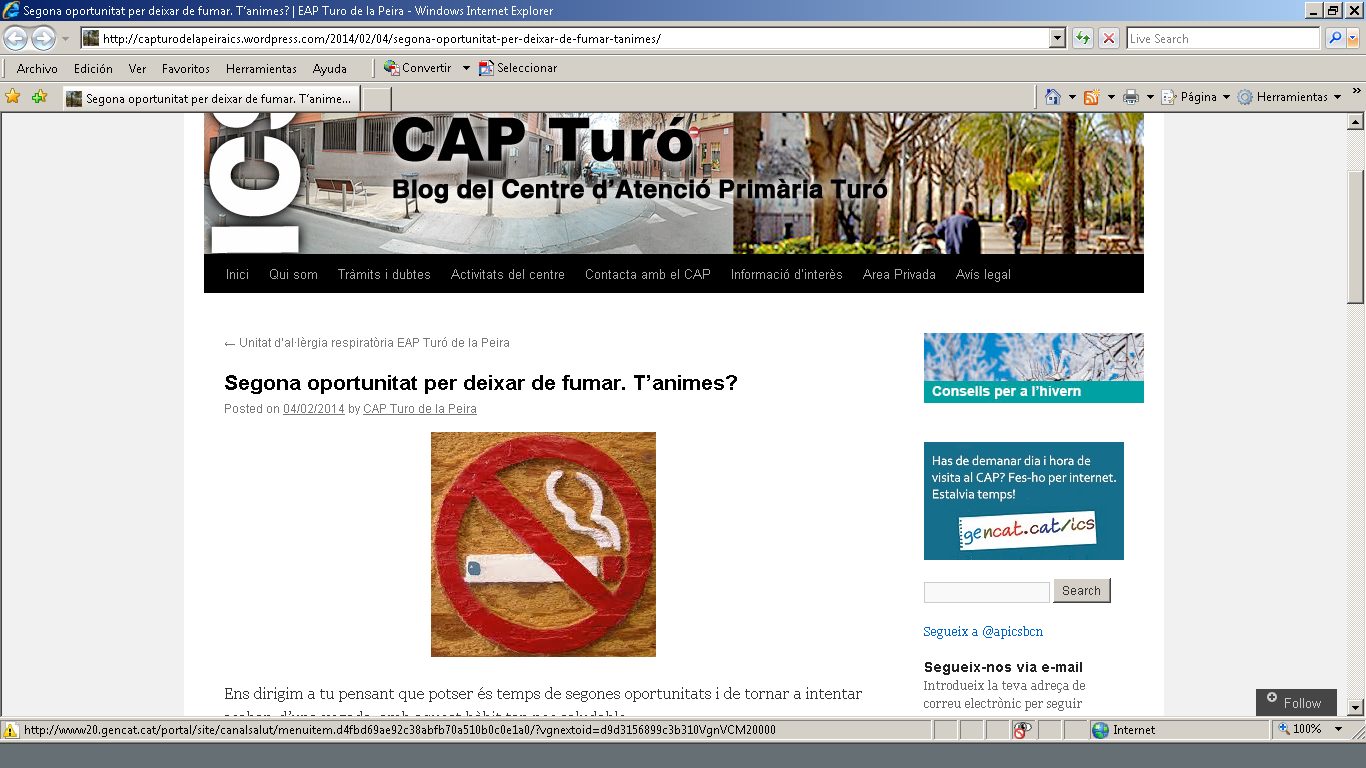 Segona oportunitat per deixar de fumar. T'animes? | EAP Turo de la Peira - Windows Internet Explorer
http://capturodelapeiraics.wordpress.com/2014/02/04/segona-oportunitat-per-deixar-de-fumar-tanimes/
Live Search
Archivo Edición Ver Favoritos Herramientas Ayuda Convertir Seleccionar
Segona oportunitat per deixar de fumar. T'anime...
Página Herramientas
ICS
CAP Turó
Blog del Centre d'Atenció Primària Turó
Inici Qui som Tràmits i dubtes Activitats del centre Contacta amb el CAP Informació d'interès Area Privada Avís legal
← Unitat d'al·lèrgia respiratòria EAP Turó de la Peira
Segona oportunitat per deixar de fumar. T'animes?
Posted on 04/02/2014 by CAP Turo de la Peira
Ens dirigim a tu pensant que potser és temps de segones oportunitats i de tornar a intentar
Consells per a l'hivern
Has de demanar dia i hora de
visita al CAP? Fes-ho per internet.
Estalvia temps!
gencat.cat/ics
Search
Segueix a @apicsbcn
Segueix-nos via e-mail
Introdueix la teva adreça de
correu electrònic per seguir
Follow
http://www20.gencat.cat/portal/site/canalsalut/menuitem.d4fbd69ae92c38abfb70a510b0c0e1a0/?vgnextoid=d9d3156899c3b310VgnVCM20000
Internet
100%